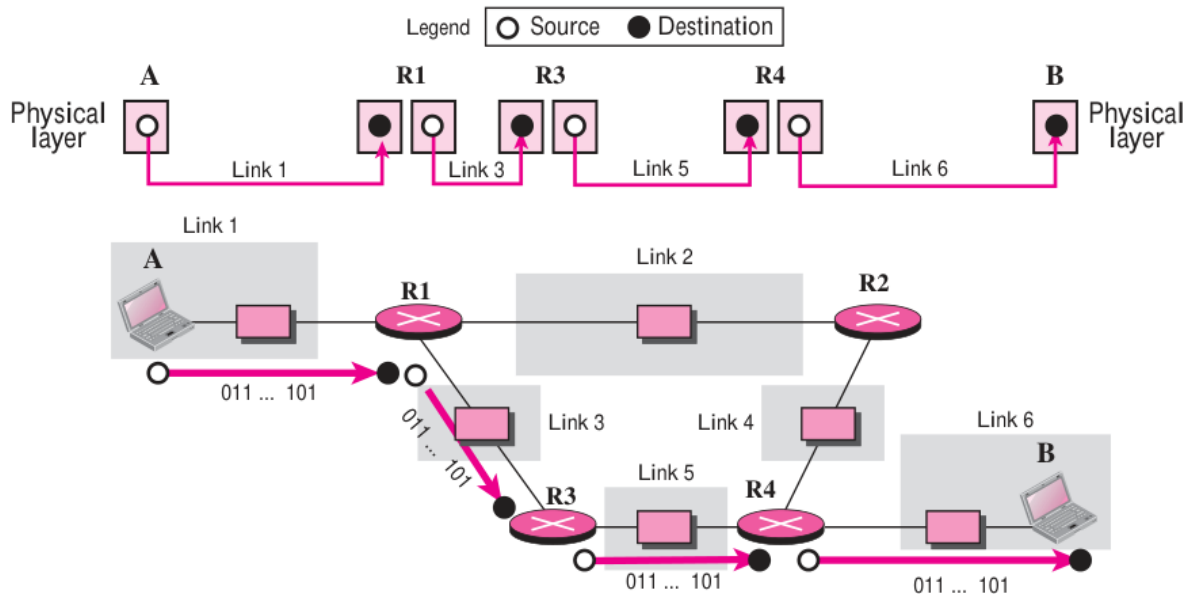 Legend Source Destination
A R1 R3 R4 B
Physical layer
Physical layer
Link 1 Link 3 Link 5 Link 6
Link 1
A
Link 2
R1
R2
011 ... 101
011 ... 101
Link 3
Link 4
Link 6
B
Link 5
R3
R4
011 ... 101
011 ... 101